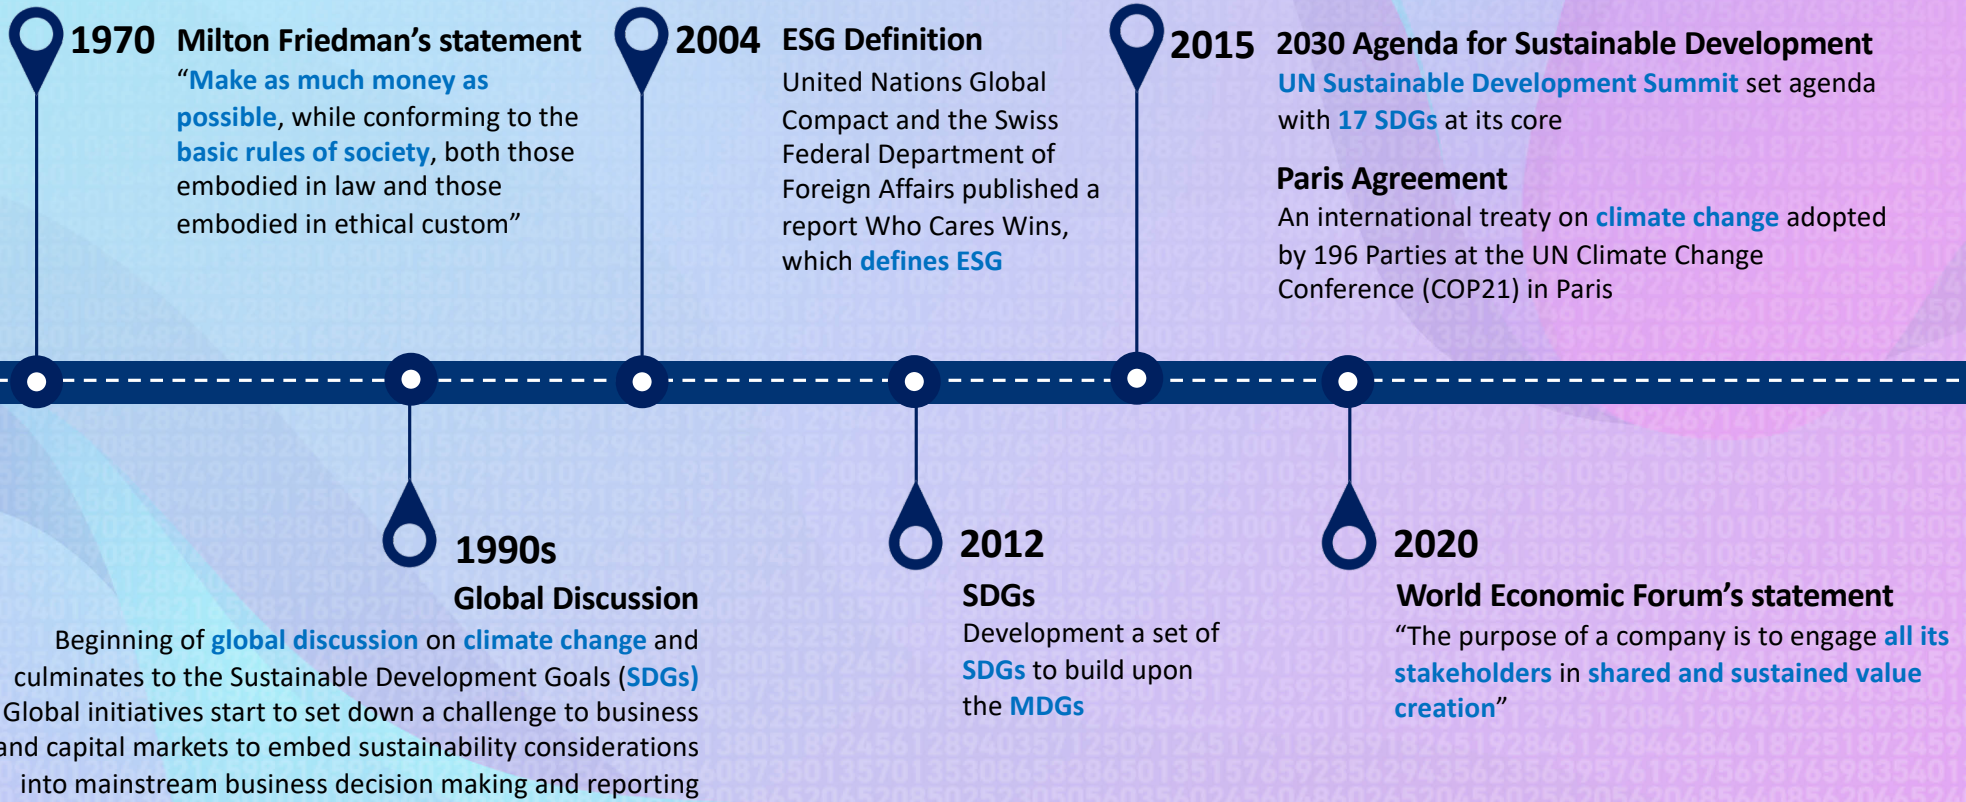 1970
Milton Friedman's statement
“Make as much money as
possible, while conforming to the
basic rules of society, both those
embodied in law and those
embodied in ethical custom”
2004
ESG Definition
United Nations Global
Compact and the Swiss
Federal Department of
Foreign Affairs published a
report Who Cares Wins,
which defines ESG
2015
2030 Agenda for Sustainable Development
UN Sustainable Development Summit set agenda
with 17 SDGs at its core
Paris Agreement
An international treaty on climate change adopted
by 196 Parties at the UN Climate Change
Conference (COP21) in Paris
1990s
Global Discussion
Beginning of global discussion on climate change and
culminates to the Sustainable Development Goals (SDGs)
Global initiatives start to set down a challenge to business
and capital markets to embed sustainability considerations
into mainstream business decision making and reporting
2012
SDGs
Development a set of
SDGs to build upon
the MDGs
2020
World Economic Forum's statement
“The purpose of a company is to engage all its
stakeholders in shared and sustained value
creation”